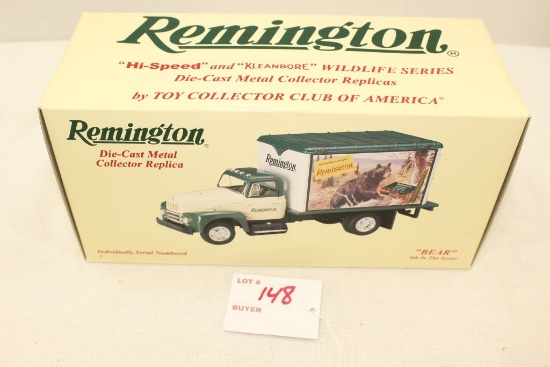 Remington®
"Hi-Speed" and "KLEANBORE" WILDLIFE SERIES
Die-Cast Metal Collector Replicas
by TOY COLLECTOR CLUB OF AMERICA®
Remington®
Die-Cast Metal
Collector Replica
Remington
Remington
REMINGTON
Individually Serial Numbered
"BEAR"
In The Series
LOT #
148
BUYER